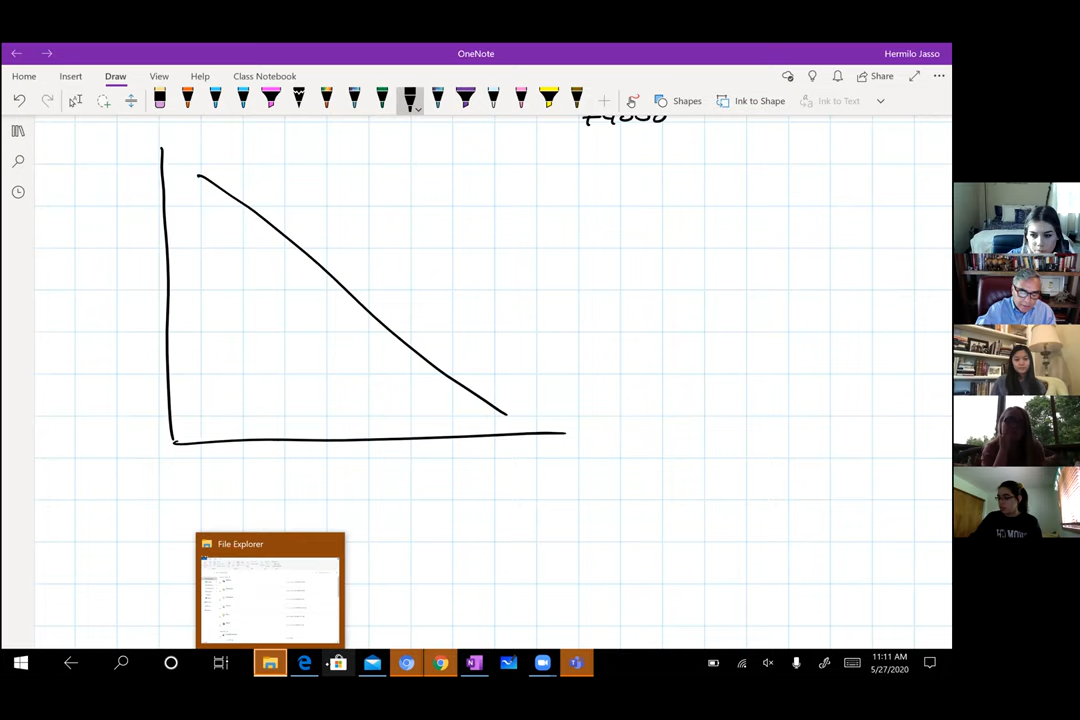 OneNote
Hermilo Jasso
Home Insert Draw View Help Class Notebook
Share
Shapes Ink to Shape Ink to Text
File Explorer
11:11 AM
5/27/2020